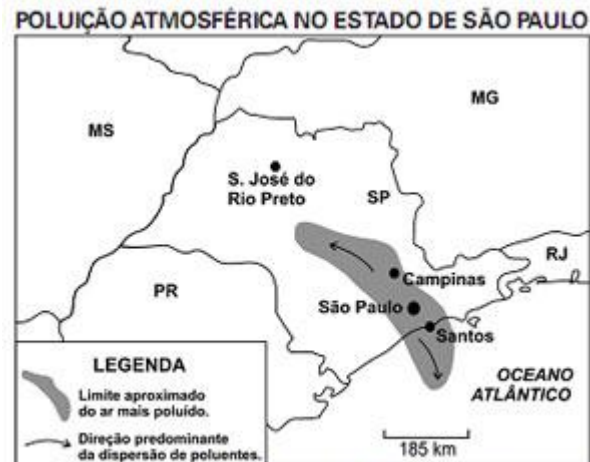 POLUIÇÃO ATMOSFÉRICA NO ESTADO DE SÃO PAULO
MS
MG
S. José do
Rio Preto
SP
RJ
Campinas
PR
São Paulo
Santos
LEGENDA
Limite aproximado
do ar mais poluído.
Direção predominante
da dispersão de poluentes.
OCEANO
ATLÂNTICO
185 km